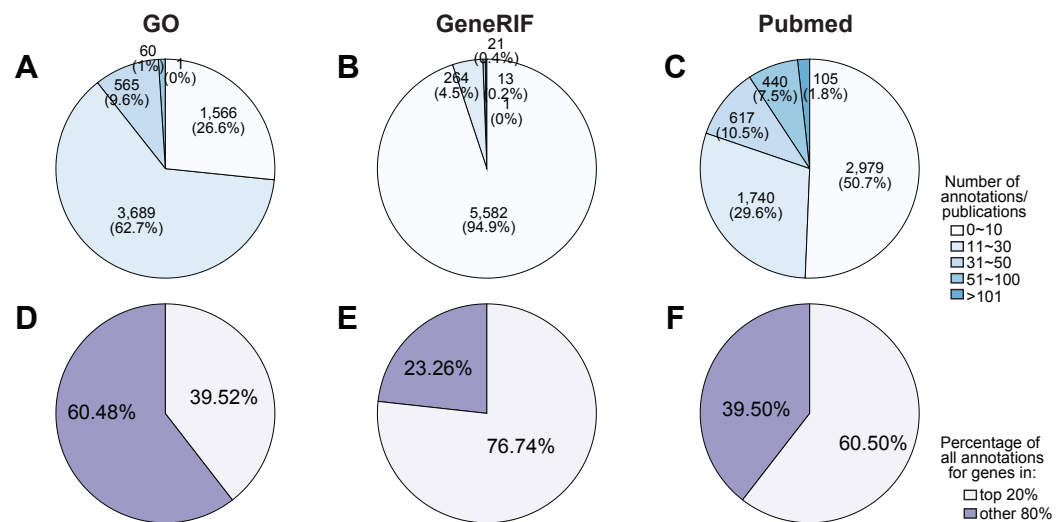 GO
GeneRIF
Pubmed
A
60
(1%)
1
(0%)
565
(9.6%)
1,566
(26.6%)
3,689
(62.7%)
B
21
(0.4%)
264
(4.5%)
13
(0.2%)
1
(0%)
5,582
(94.9%)
C
440
(7.5%)
105
(1.8%)
617
(10.5%)
2,979
(50.7%)
1,740
(29.6%)
Number of
annotations/
publications
0~10
11~30
31~50
51~100
>101
D
60.48%
39.52%
E
23.26%
76.74%
F
39.50%
60.50%
Percentage of
all annotations
for genes in:
top 20%
other 80%